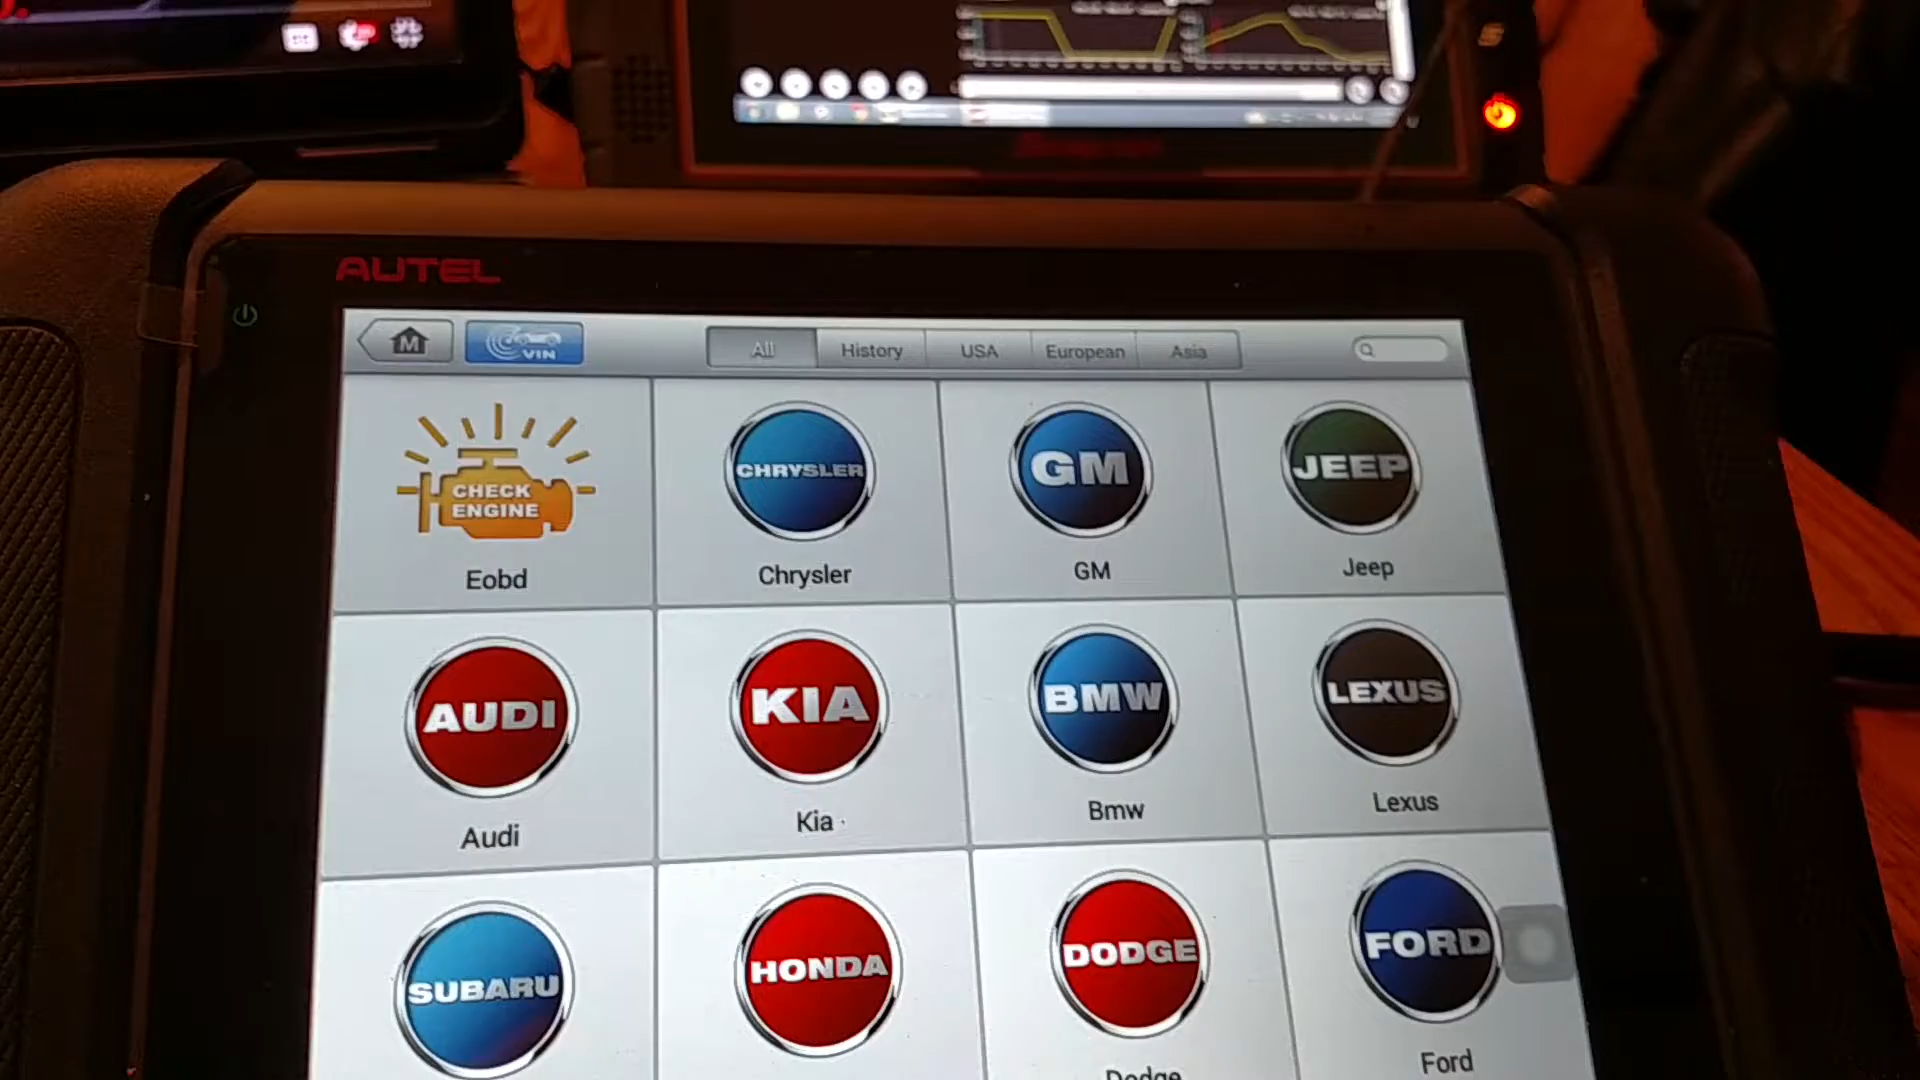 AUTEL
M VIN All History USA European Asia
CHECK ENGINE
CHRYSLER
GM
JEEP
Eobd
Chrysler
GM
Jeep
AUDI
KIA
BMW
LEXUS
Audi
Kia
Bmw
Lexus
SUBARU
HONDA
DODGE
FORD
Dodge
Ford